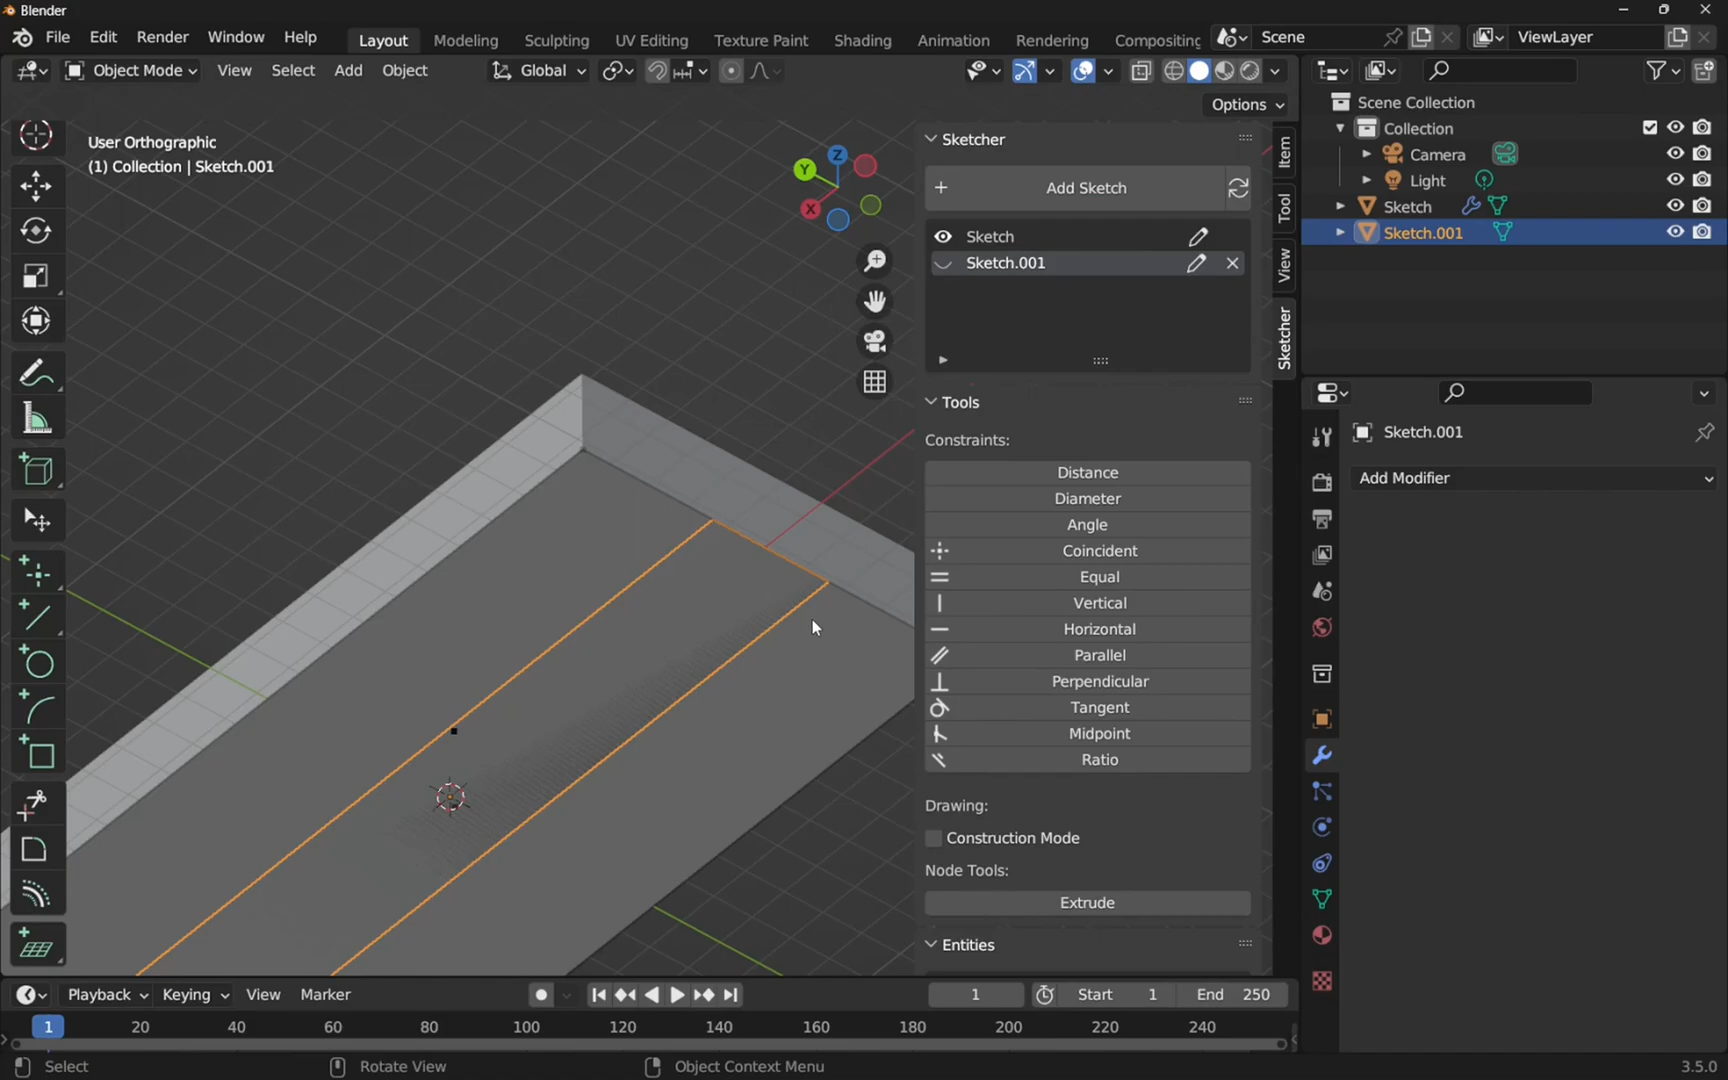 Blender
File Edit Render Window Help
Layout Modeling Sculpting UV Editing Texture Paint Shading Animation Rendering Compositing
Scene
ViewLayer
Object Mode View Select Add Object
Global
Options
User Orthographic
(1) Collection | Sketch.001
Z
Y
X
Sketcher
Add Sketch
Sketch
Sketch.001
Tools
Constraints:
Distance
Diameter
Angle
Coincident
Equal
Vertical
Horizontal
Parallel
Perpendicular
Tangent
Midpoint
Ratio
Drawing:
Construction Mode
Node Tools:
Extrude
Entities
Item
Tool
View
Sketcher
Scene Collection
Collection
Camera
Light
Sketch
Sketch.001
Sketch.001
Add Modifier
Playback Keying View Marker
1
Start 1
End 250
1 20 40 60 80 100 120 140 160 180 200 220 240
Select
Rotate View
Object Context Menu
3.5.0